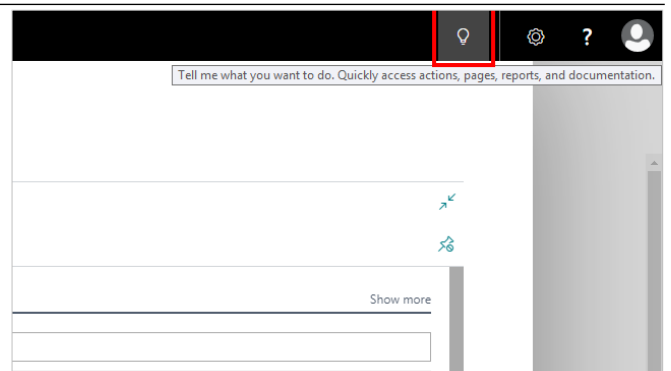 ?
Tell me what you want to do. Quickly access actions, pages, reports, and documentation.
Show more